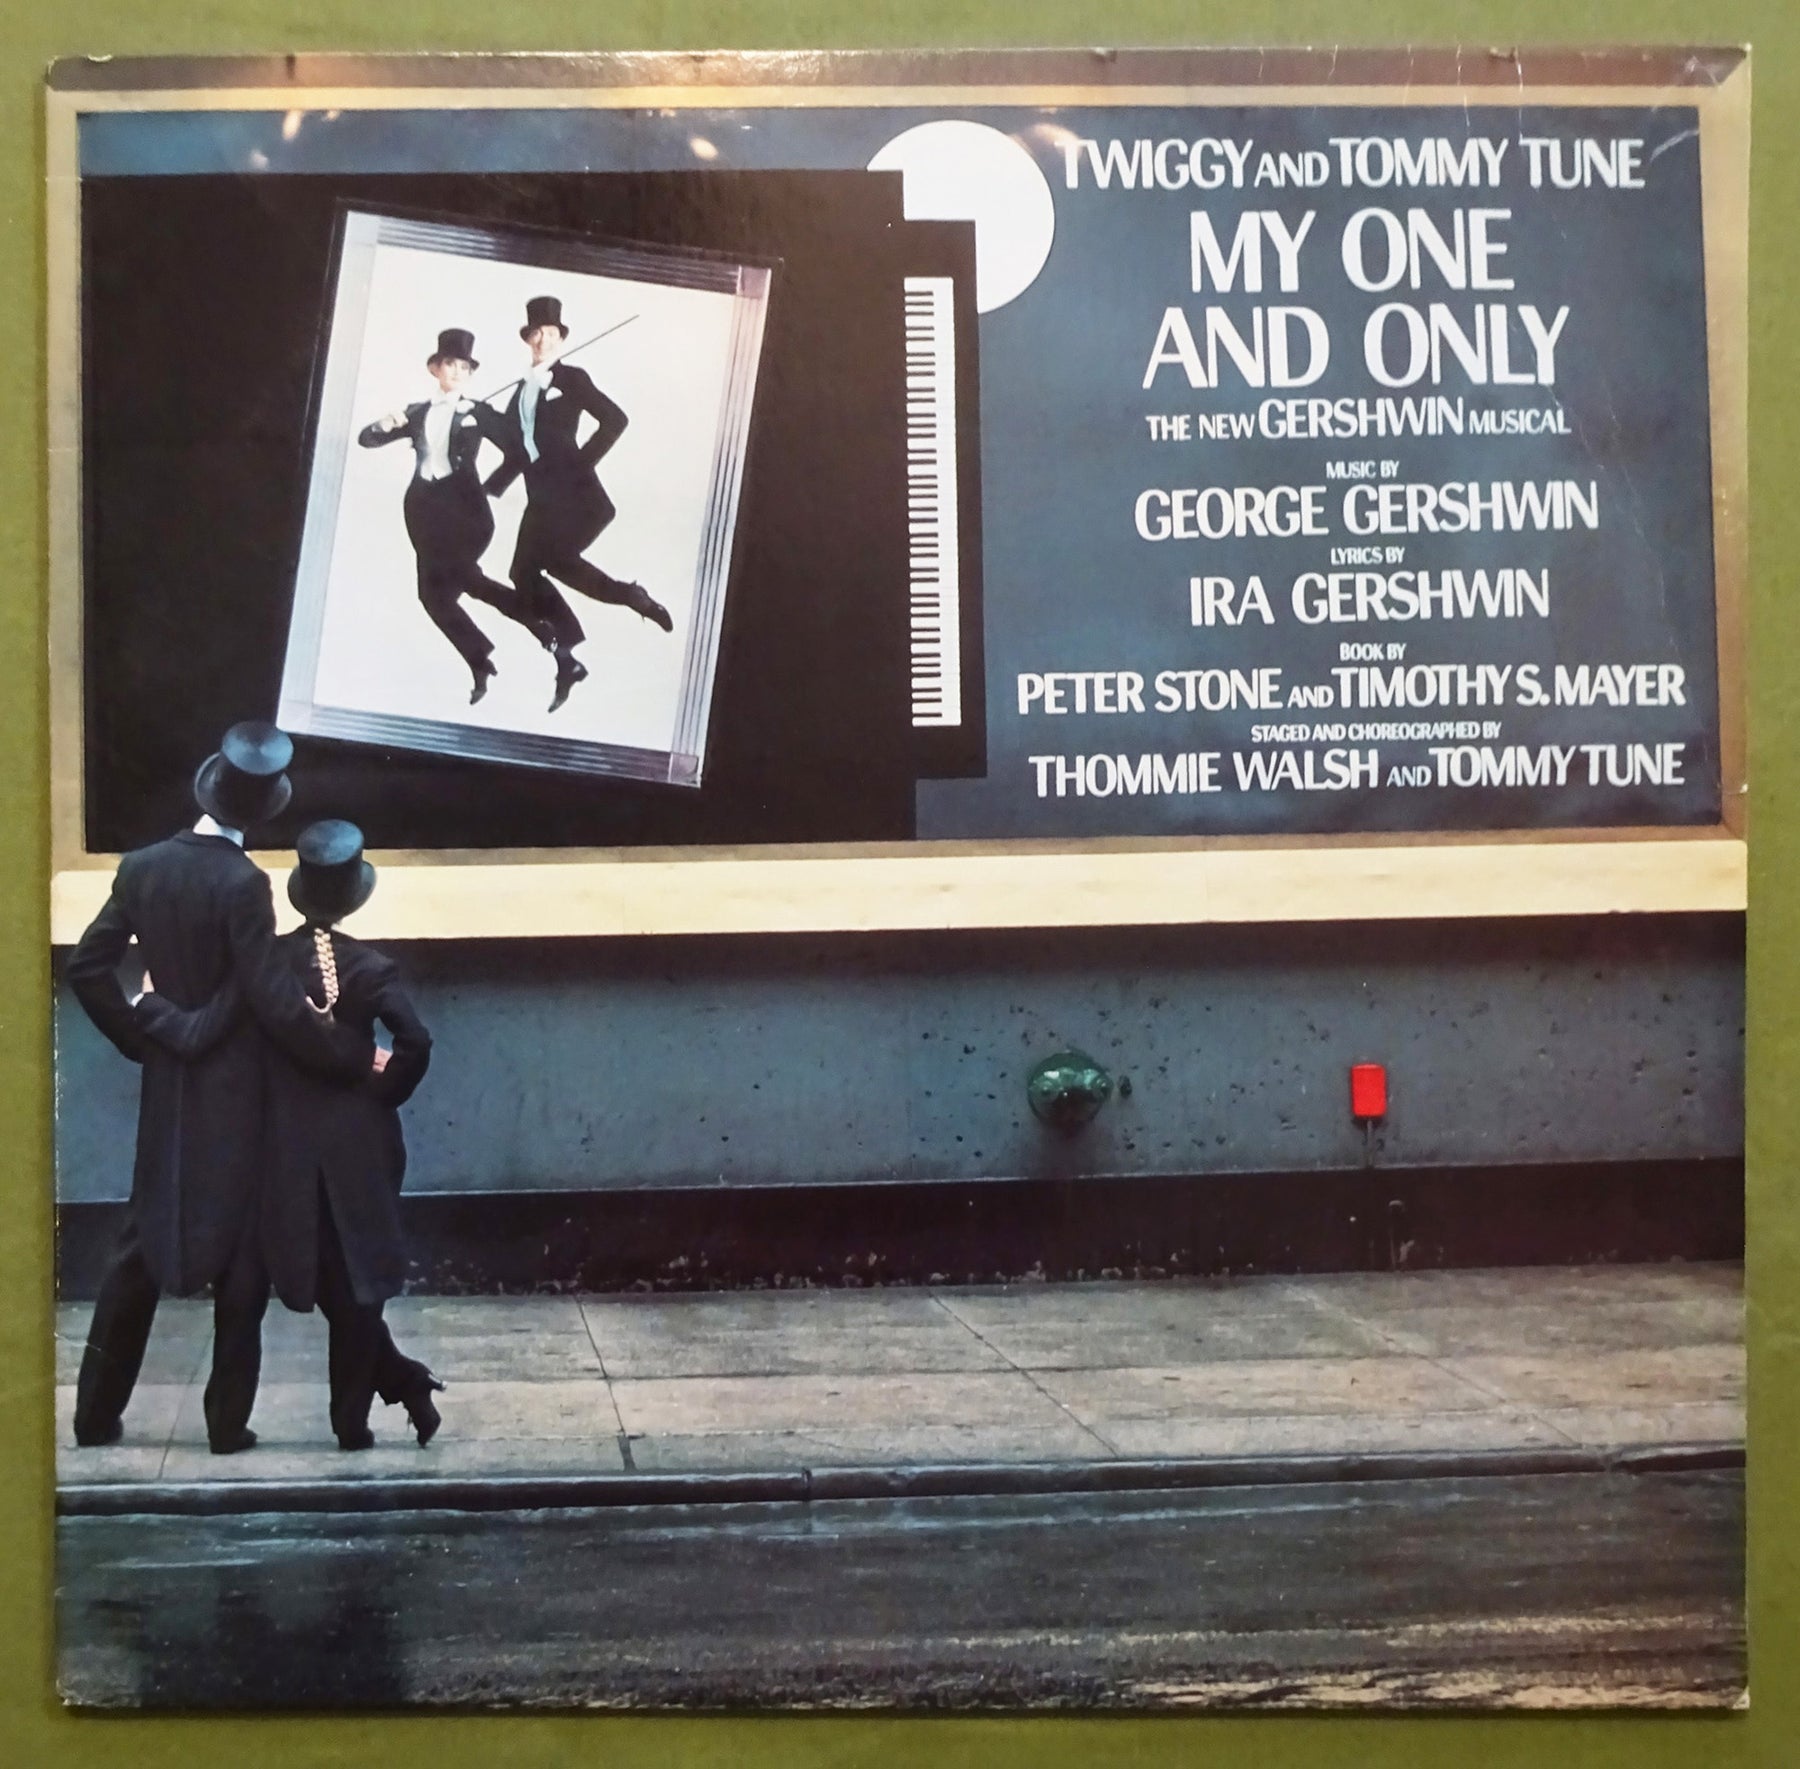 TWIGGY AND TOMMY TUNE
MY ONE
AND ONLY
THE NEW GERSHWIN MUSICAL
MUSIC BY
GEORGE GERSHWIN
LYRICS BY
IRA GERSHWIN
BOOK BY
PETER STONE AND TIMOTHY S. MAYER
STAGED AND CHOREOGRAPHED BY
THOMMIE WALSH AND TOMMY TUNE